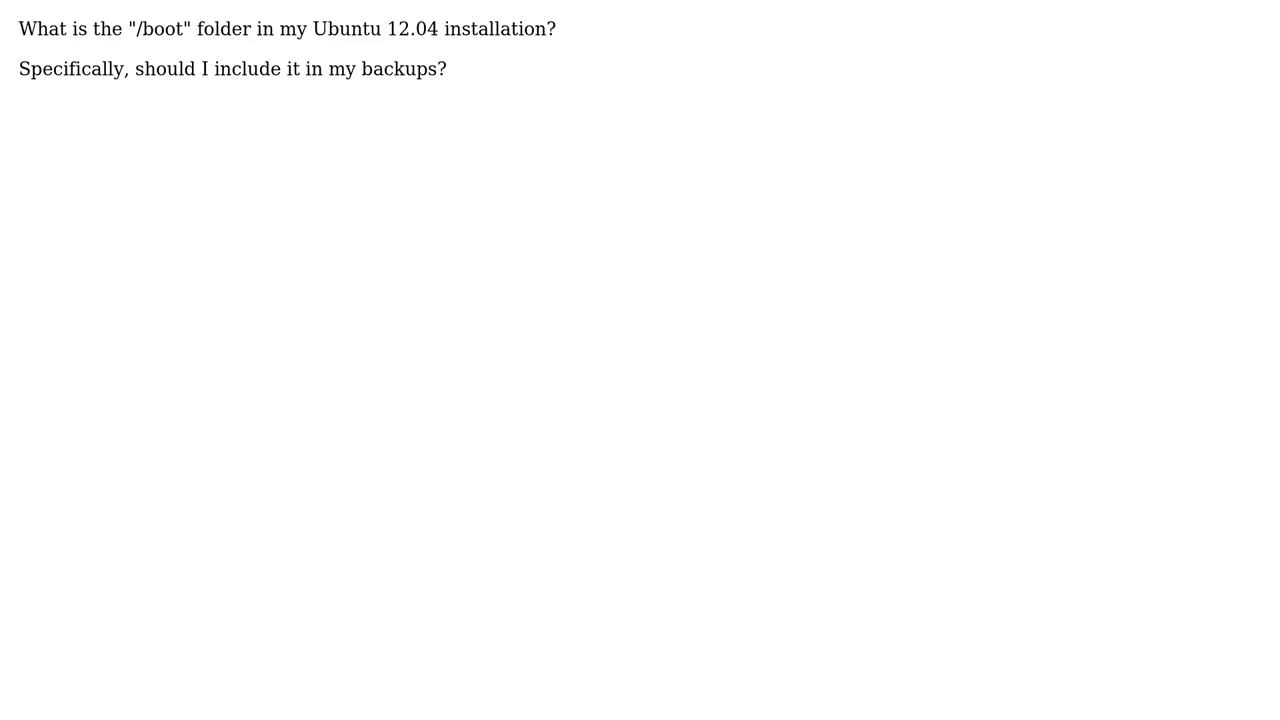 What is the "/boot" folder in my Ubuntu 12.04 installation?
Specifically, should I include it in my backups?